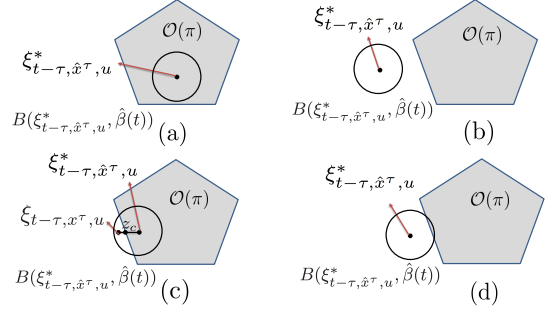 𝒪(π)
ξ*_{t−τ,x̂^τ,u}
B(ξ*_{t−τ,x̂^τ,u}, β̂(t))
(a)
𝒪(π)
ξ*_{t−τ,x̂^τ,u}
B(ξ*_{t−τ,x̂^τ,u}, β̂(t))
(b)
ξ*_{t−τ,x̂^τ,u}
𝒪(π)
ξ_{t−τ,x^τ,u}
z_c
B(ξ*_{t−τ,x̂^τ,u}, β̂(t))
(c)
ξ*_{t−τ,x̂^τ,u}
𝒪(π)
B(ξ*_{t−τ,x̂^τ,u}, β̂(t))
(d)